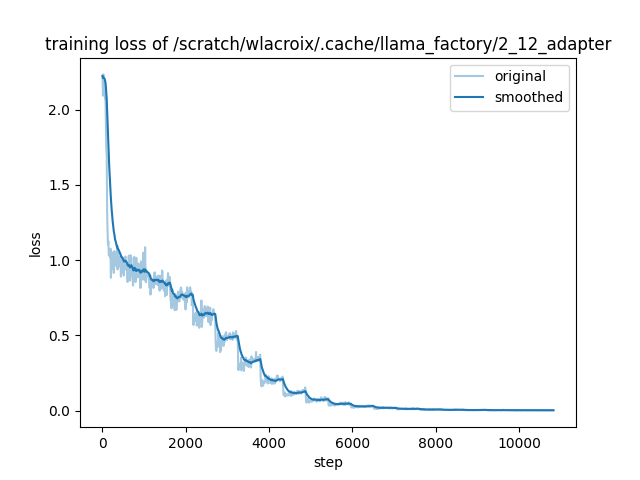 training loss of /scratch/wlacroix/.cache/llama_factory/2_12_adapter
original
smoothed
2.0
1.5
1.0
0.5
0.0
loss
0 2000 4000 6000 8000 10000
step